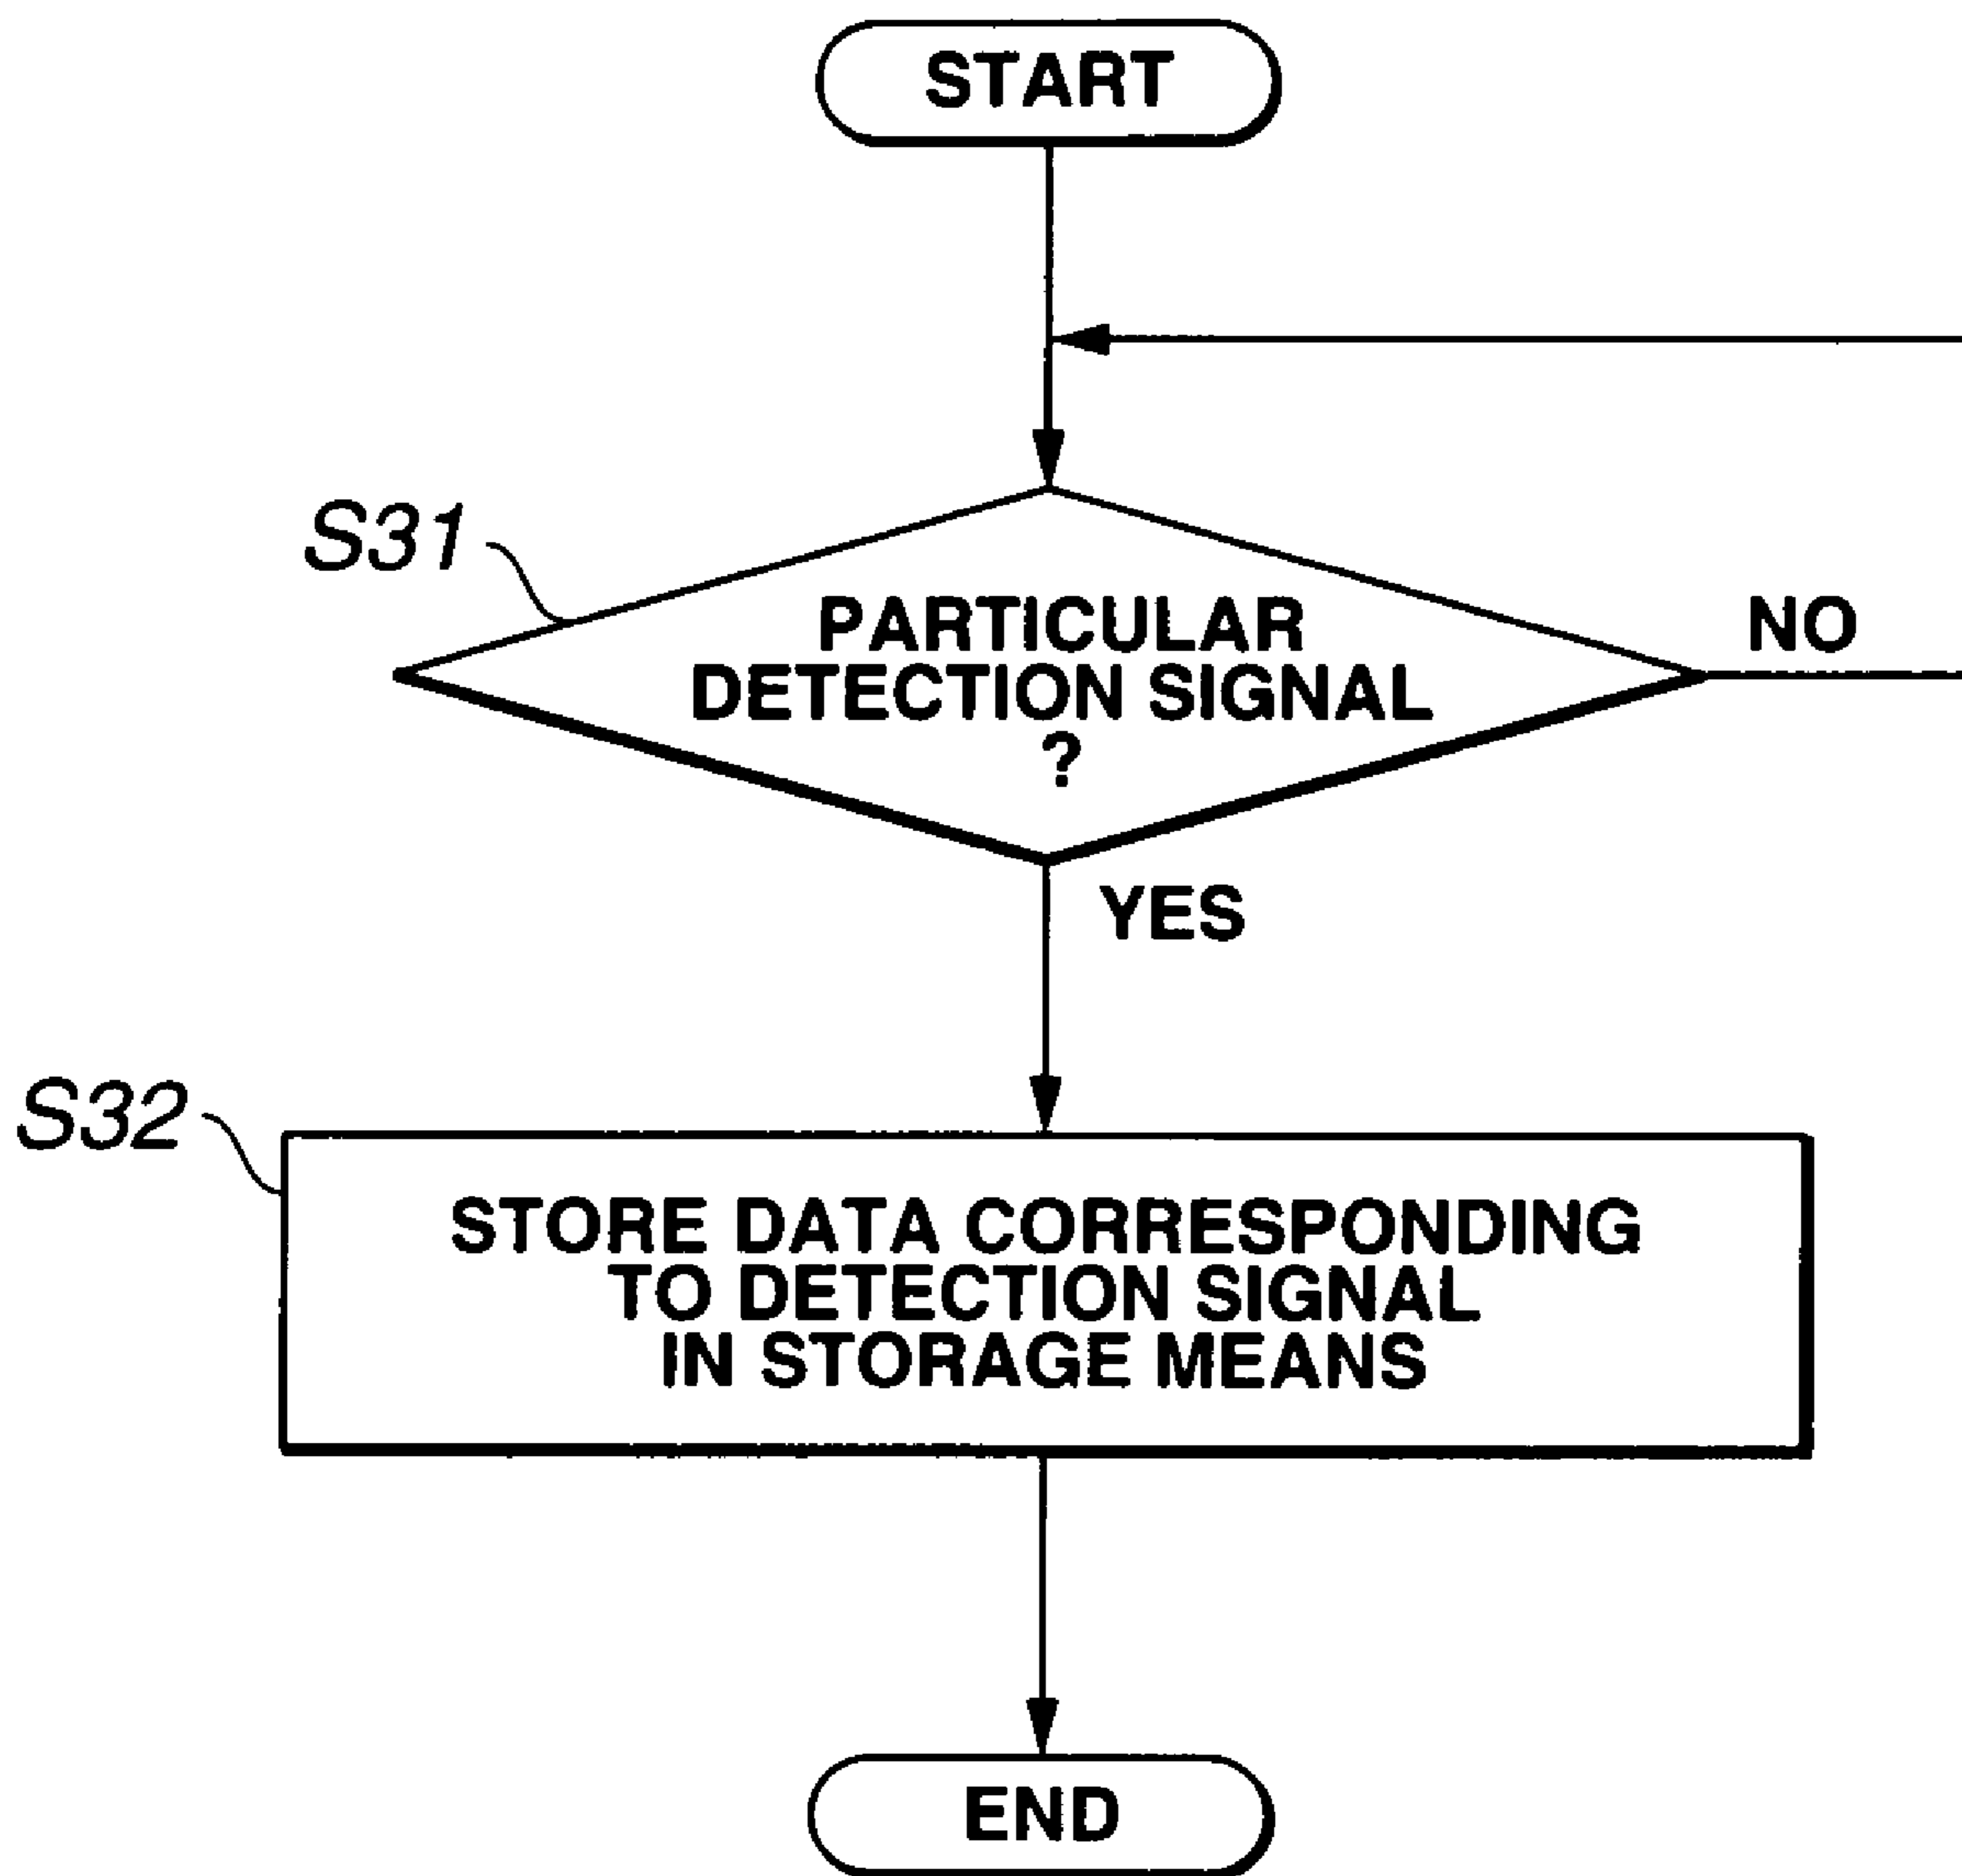 START
S31
PARTICULAR
DETECTION SIGNAL
?
NO
YES
S32
STORE DATA CORRESPONDING
TO DETECTION SIGNAL
IN STORAGE MEANS
END